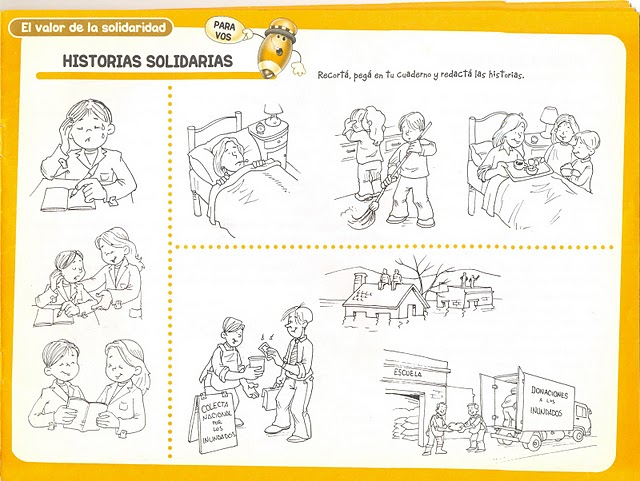 El valor de la solidaridad
PARA
VOS
HISTORIAS SOLIDARIAS
Recortá, pegá en tu cuaderno y redactá las historias.
COLECTA
NACIONAL
POR
LOS
INUNDADOS
ESCUELA
DONACIONES
A LOS
INUNDADOS